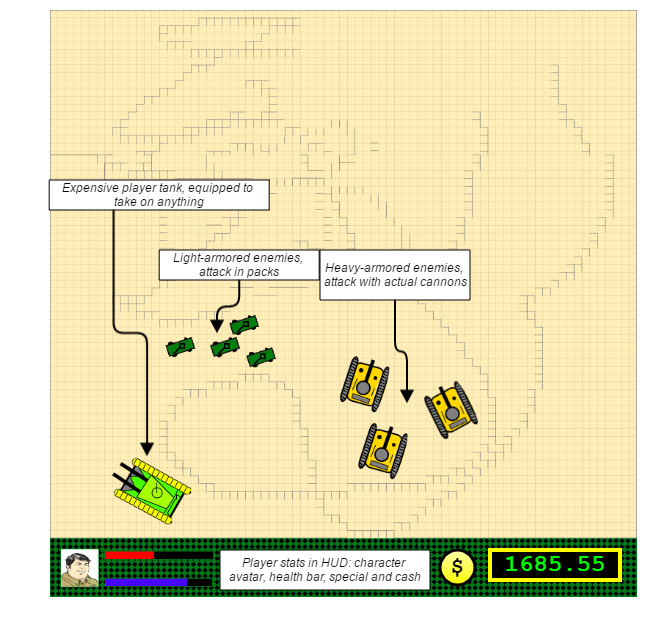 Expensive player tank, equipped to
take on anything
Light-armored enemies,
attack in packs
Heavy-armored enemies,
attack with actual cannons
Player stats in HUD: character
avatar, health bar, special and cash
$
1685.55